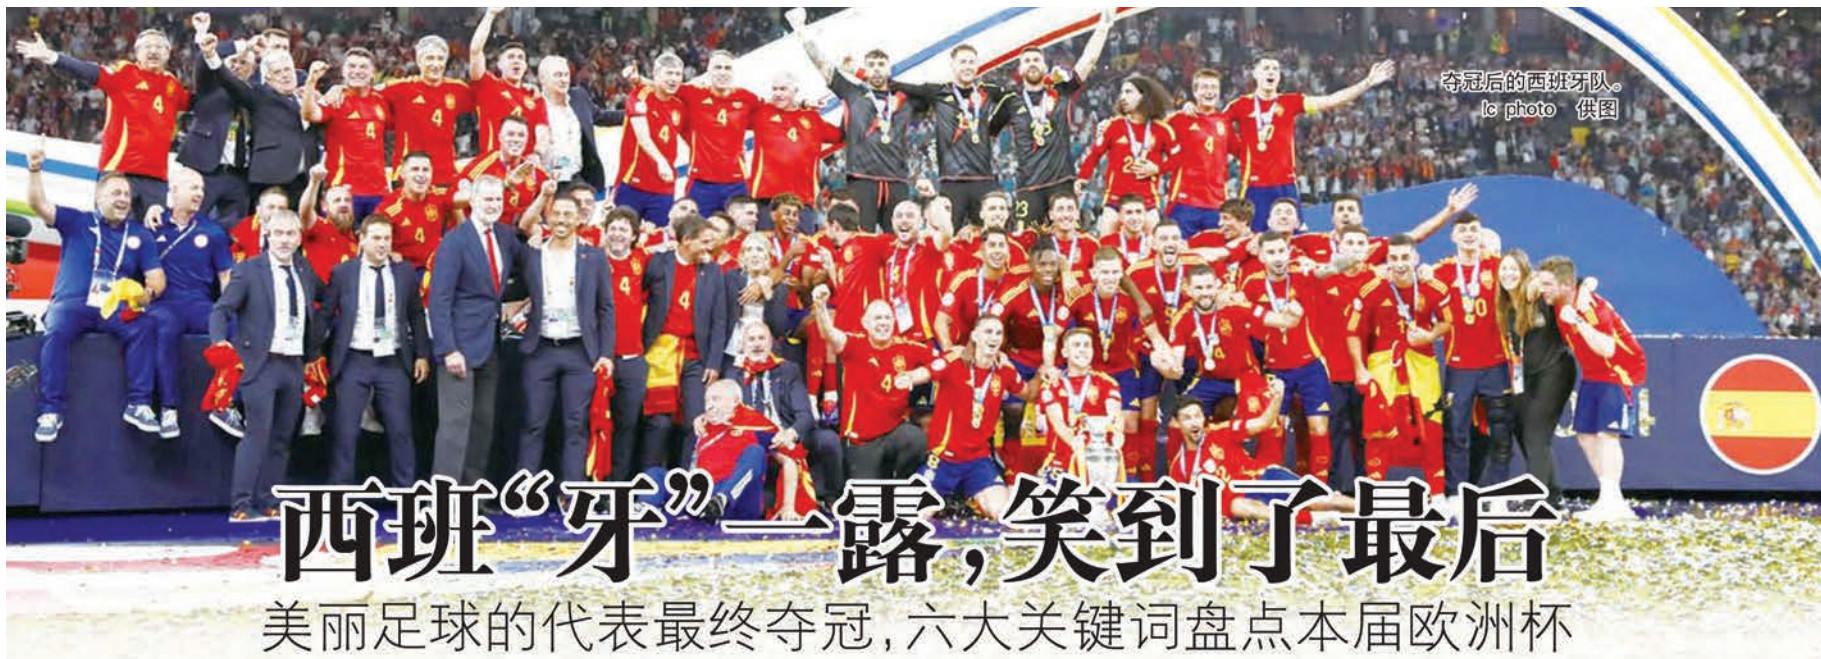 夺冠后的西班牙队。
Ic photo 供图
西班“牙”一露,笑到了最后
美丽足球的代表最终夺冠,六大关键词盘点本届欧洲杯